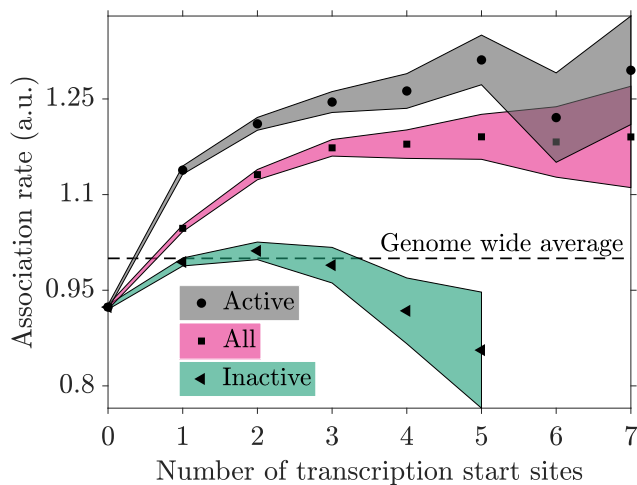 Association rate (a.u.)
1.25
1.1
0.95
0.8
Genome wide average
Active
All
Inactive
0 1 2 3 4 5 6 7
Number of transcription start sites